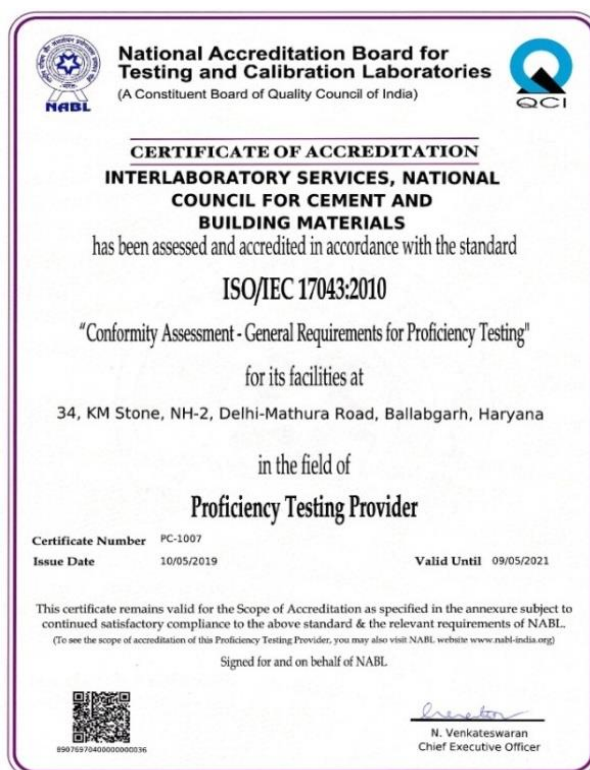 National Accreditation Board for
Testing and Calibration Laboratories
(A Constituent Board of Quality Council of India)
NABL
QCI
CERTIFICATE OF ACCREDITATION
INTERLABORATORY SERVICES, NATIONAL
COUNCIL FOR CEMENT AND
BUILDING MATERIALS
has been assessed and accredited in accordance with the standard
ISO/IEC 17043:2010
"Conformity Assessment - General Requirements for Proficiency Testing"
for its facilities at
34, KM Stone, NH-2, Delhi-Mathura Road, Ballabgarh, Haryana
in the field of
Proficiency Testing Provider
Certificate Number PC-1007
Issue Date 10/05/2019 Valid Until 09/05/2021
This certificate remains valid for the Scope of Accreditation as specified in the annexure subject to
continued satisfactory compliance to the above standard & the relevant requirements of NABL.
(To see the scope of accreditation of this Proficiency Testing Provider, you may also visit NABL website www.nabl-india.org)
Signed for and on behalf of NABL
N. Venkateswaran
Chief Executive Officer